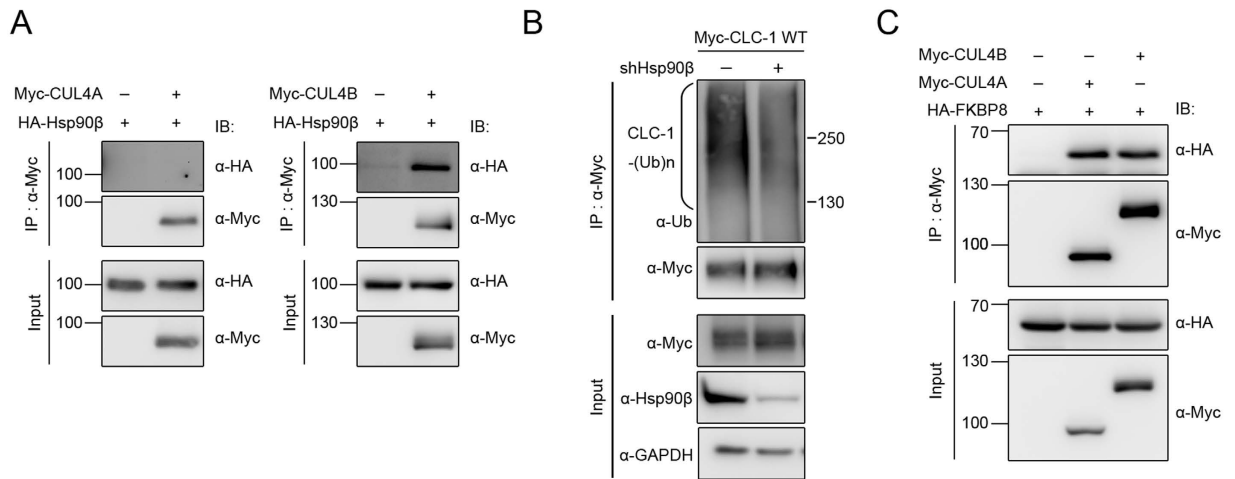 A
Myc-CUL4A – +
HA-Hsp90β + +
IB:
IP : α-Myc
100
α-HA
100
α-Myc
Input
100
α-HA
100
α-Myc
Myc-CUL4B – +
HA-Hsp90β + +
IB:
IP : α-Myc
100
α-HA
130
α-Myc
Input
100
α-HA
130
α-Myc
B
Myc-CLC-1 WT
shHsp90β – +
IP : α-Myc
CLC-1
-(Ub)n
250
130
α-Ub
α-Myc
Input
α-Myc
α-Hsp90β
α-GAPDH
C
Myc-CUL4B – – +
Myc-CUL4A – + –
HA-FKBP8 + + +
IB:
IP : α-Myc
70
α-HA
130
100
α-Myc
Input
70
α-HA
130
100
α-Myc